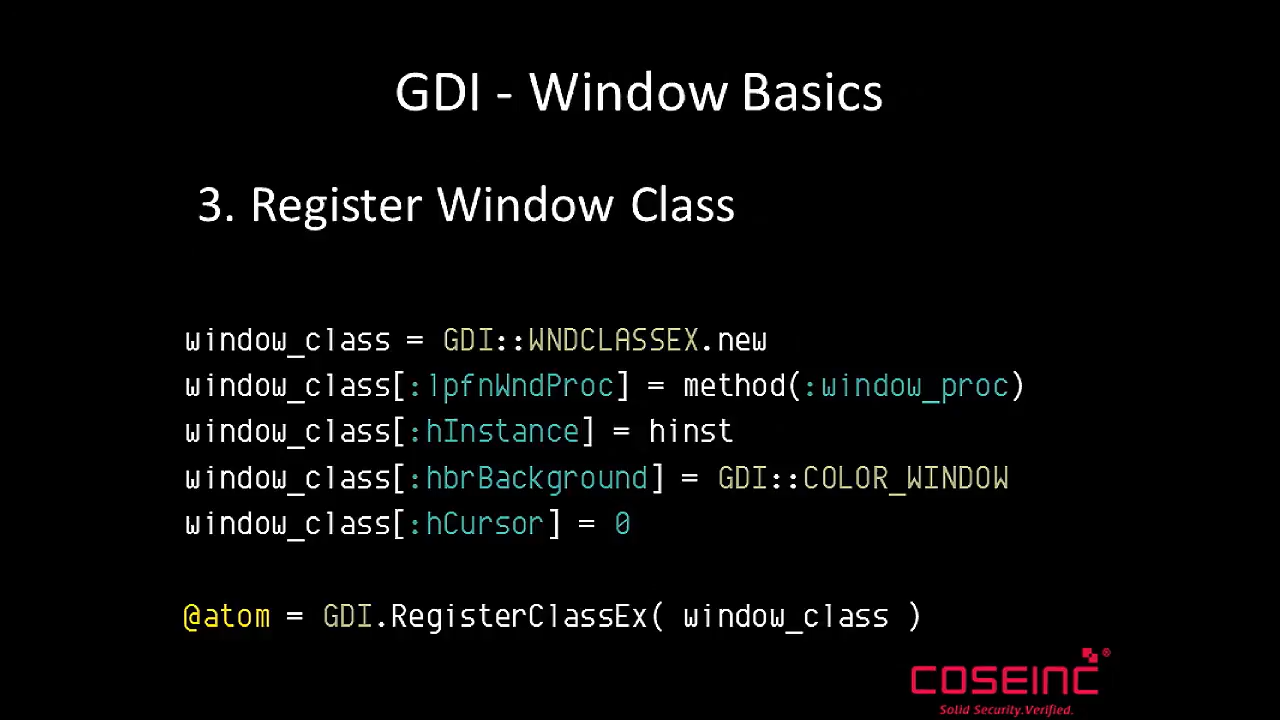 GDI - Window Basics
3. Register Window Class
window_class = GDI::WNDCLASSEX.new
window_class[:lpfnWndProc] = method(:window_proc)
window_class[:hInstance] = hinst
window_class[:hbrBackground] = GDI::COLOR_WINDOW
window_class[:hCursor] = 0
@atom = GDI.RegisterClassEx( window_class )
COSEINC®
Solid Security.Verified.